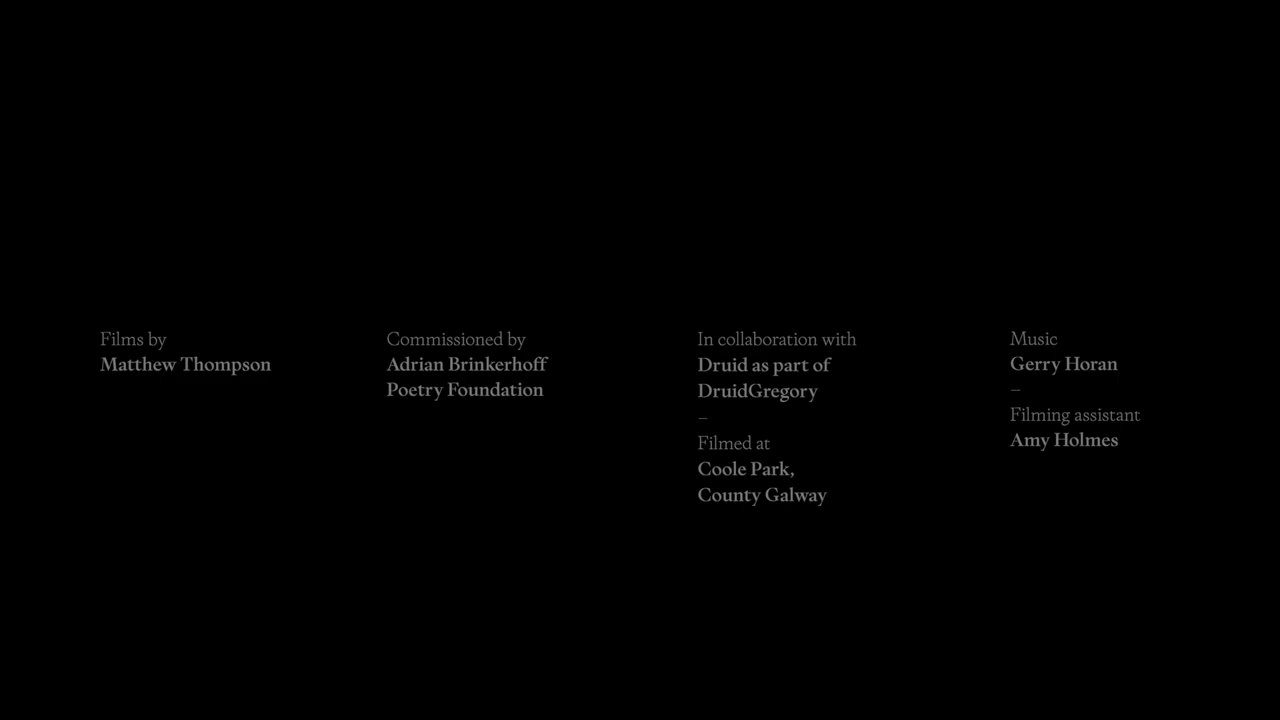 Films by
Matthew Thompson
Commissioned by
Adrian Brinkerhoff
Poetry Foundation
In collaboration with
Druid as part of
DruidGregory
–
Filmed at
Coole Park,
County Galway
Music
Gerry Horan
–
Filming assistant
Amy Holmes